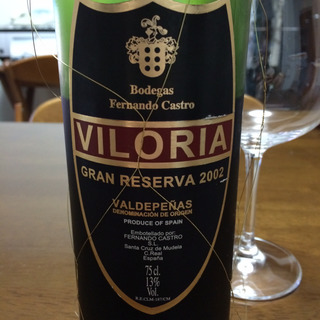 Bodegas
Fernando Castro
VILORIA
GRAN RESERVA 2002
VALDEPEÑAS
DENOMINACIÓN DE ORIGEN
PRODUCE OF SPAIN
Embotellado por:
FERNANDO CASTRO
S.L.
Santa Cruz de Mudela
C.Real
España
75 cl.
13%
Vol.